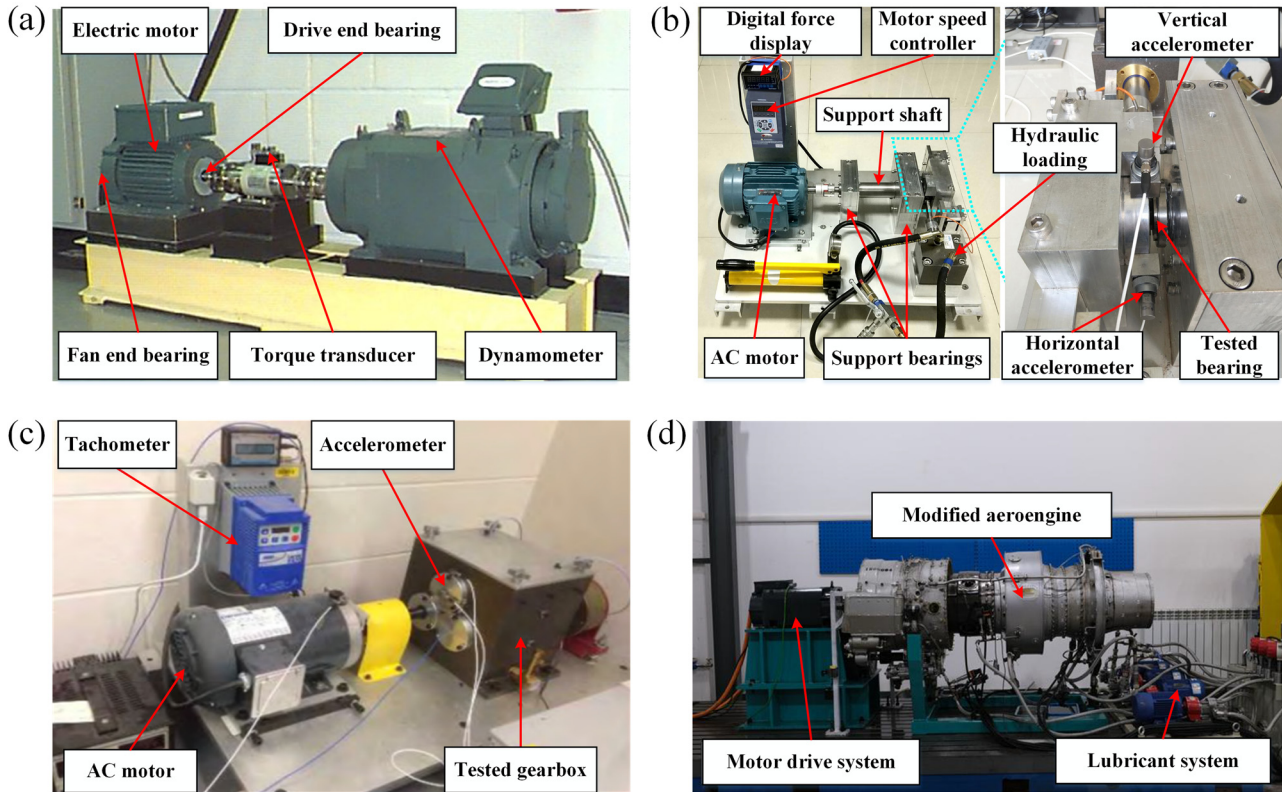 (a)
Electric motor
Drive end bearing
Fan end bearing
Torque transducer
Dynamometer
(b)
Digital force
display
Motor speed
controller
Vertical
accelerometer
Support shaft
Hydraulic
loading
AC motor
Support bearings
Horizontal
accelerometer
Tested
bearing
(c)
Tachometer
Accelerometer
AC motor
Tested gearbox
(d)
Modified aeroengine
Motor drive system
Lubricant system